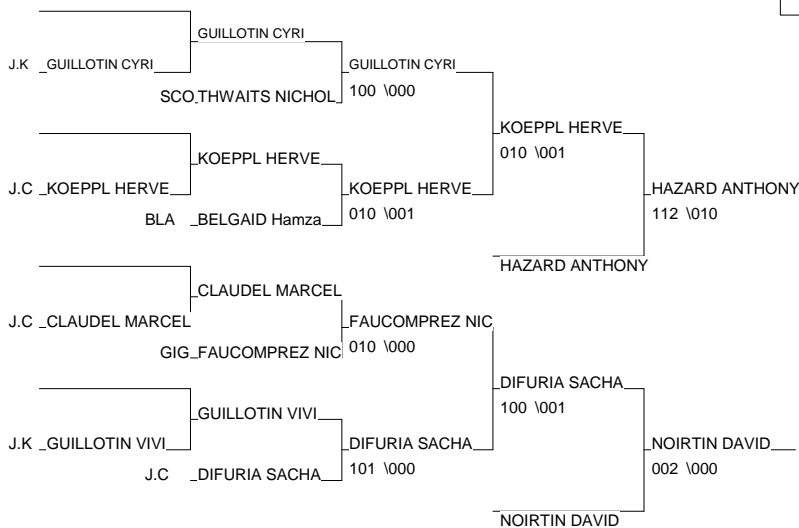 GUILLOTIN CYRI
J.K GUILLOTIN CYRI GUILLOTIN CYRI
SCO THWAITS NICHOL 100 \000
KOEPPL HERVE
010 \001
KOEPPL HERVE
J.C KOEPPL HERVE KOEPPL HERVE HAZARD ANTHONY
BLA BELGAID Hamza 010 \001 112 \010
HAZARD ANTHONY
CLAUDEL MARCEL
J.C CLAUDEL MARCEL FAUCOMPREZ NIC
GIG FAUCOMPREZ NIC 010 \000
DIFURIA SACHA
100 \001
GUILLOTIN VIVI
J.K GUILLOTIN VIVI DIFURIA SACHA NOIRTIN DAVID
J.C DIFURIA SACHA 101 \000 002 \000
NOIRTIN DAVID